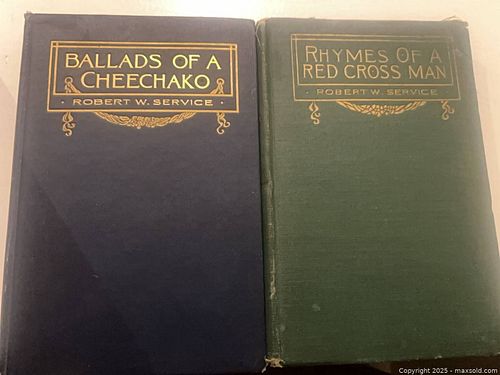 BALLADS OF A
CHEECHAKO
· ROBERT W. SERVICE ·
RHYMES OF A
RED CROSS MAN
· ROBERT W. SERVICE ·
Copyright 2025 - maxsold.com